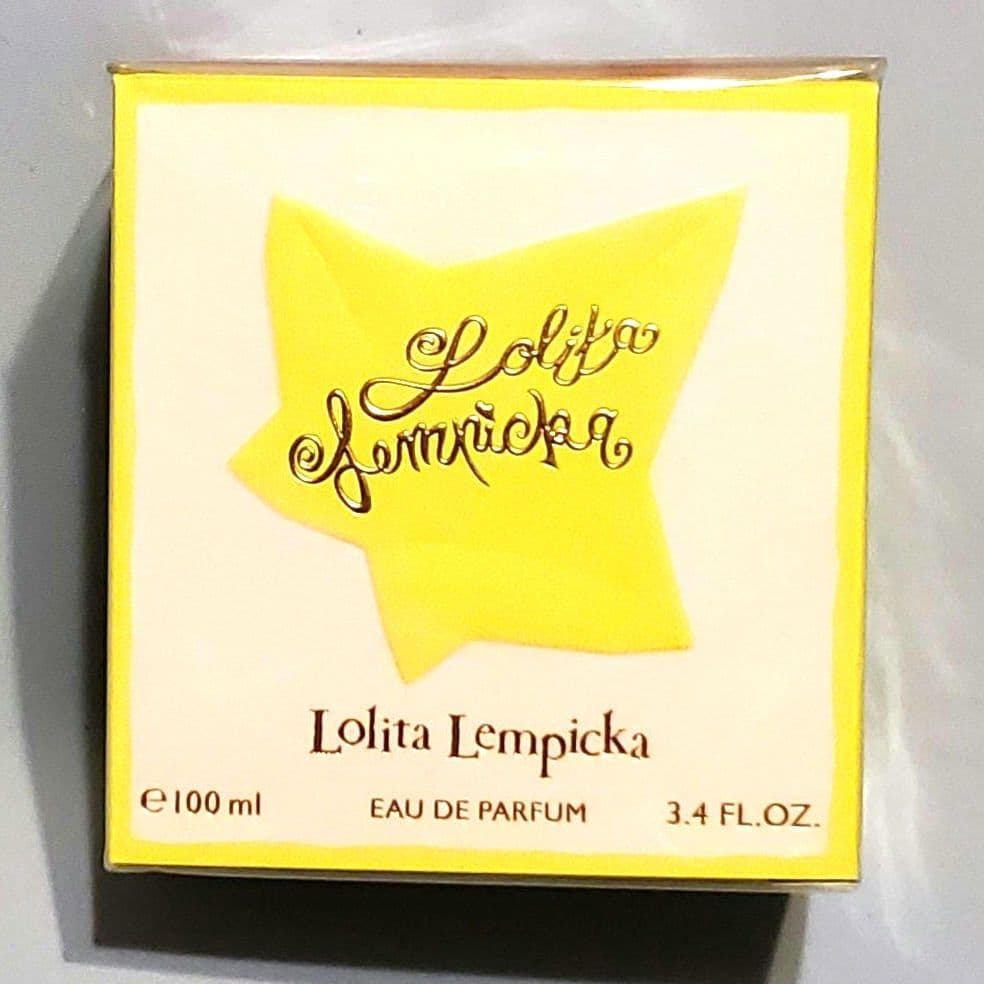 Lolita
Lempicka
Lolita Lempicka
℮100 ml EAU DE PARFUM 3.4 FL.OZ.